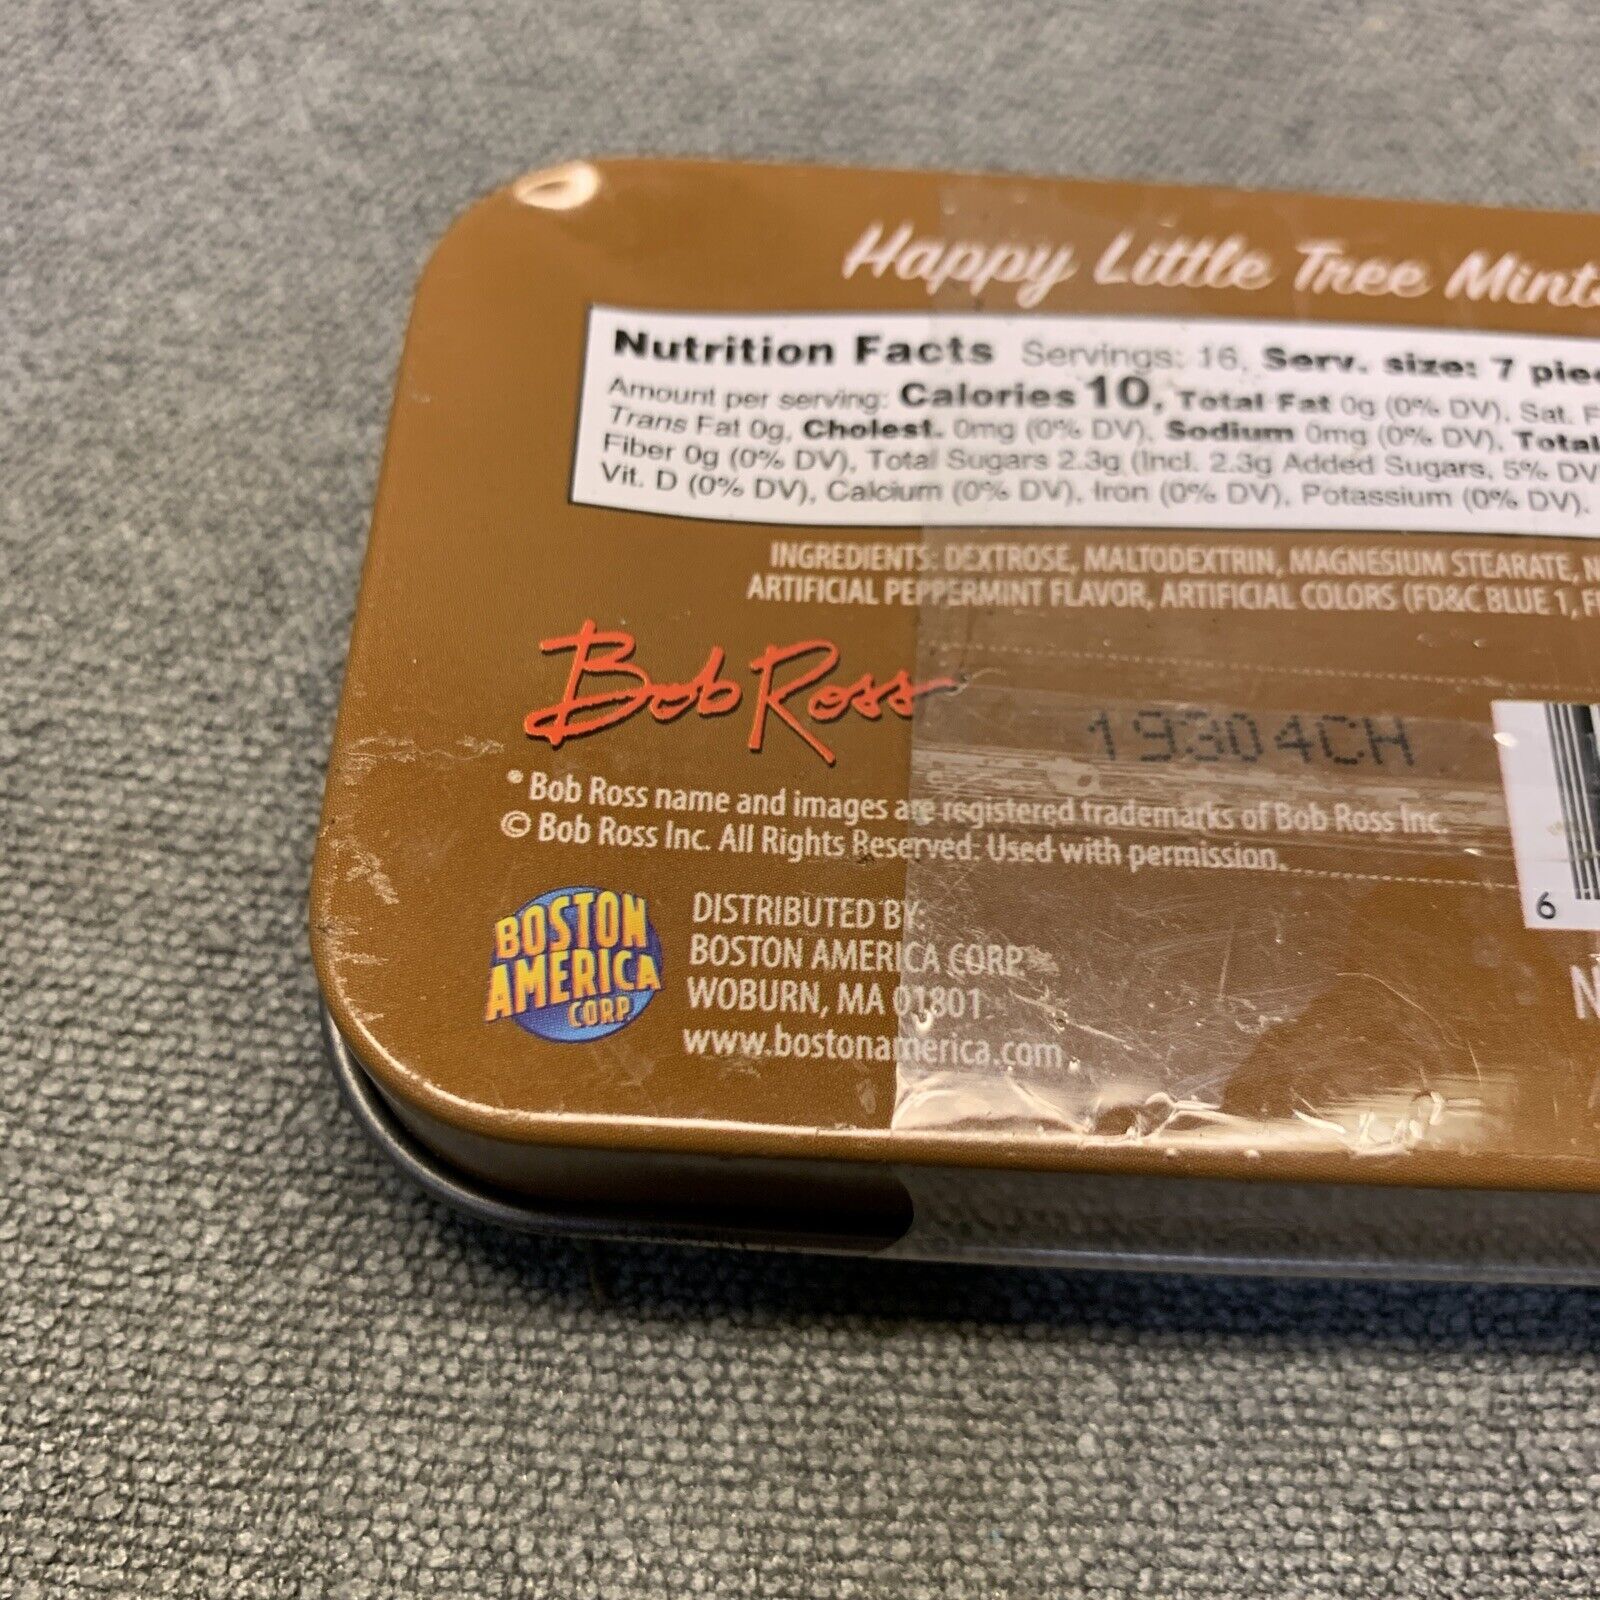 Happy Little Tree Mints
Nutrition Facts Servings: 16, Serv. size: 7 piec
Amount per serving: Calories 10, Total Fat 0g (0% DV), Sat. F
Trans Fat 0g, Cholest. 0mg (0% DV), Sodium 0mg (0% DV), Total
Fiber 0g (0% DV), Total Sugars 2.3g (Incl. 2.3g Added Sugars, 5% DV
Vit. D (0% DV), Calcium (0% DV), Iron (0% DV), Potassium (0% DV).
INGREDIENTS: DEXTROSE, MALTODEXTRIN, MAGNESIUM STEARATE, N
ARTIFICIAL PEPPERMINT FLAVOR, ARTIFICIAL COLORS (FD&C BLUE 1, F
Bob Ross
19304CH
® Bob Ross name and images are registered trademarks of Bob Ross Inc.
© Bob Ross Inc. All Rights Reserved. Used with permission.
6
BOSTON
AMERICA
CORP.
DISTRIBUTED BY:
BOSTON AMERICA CORP.
WOBURN, MA 01801
www.bostonamerica.com
N